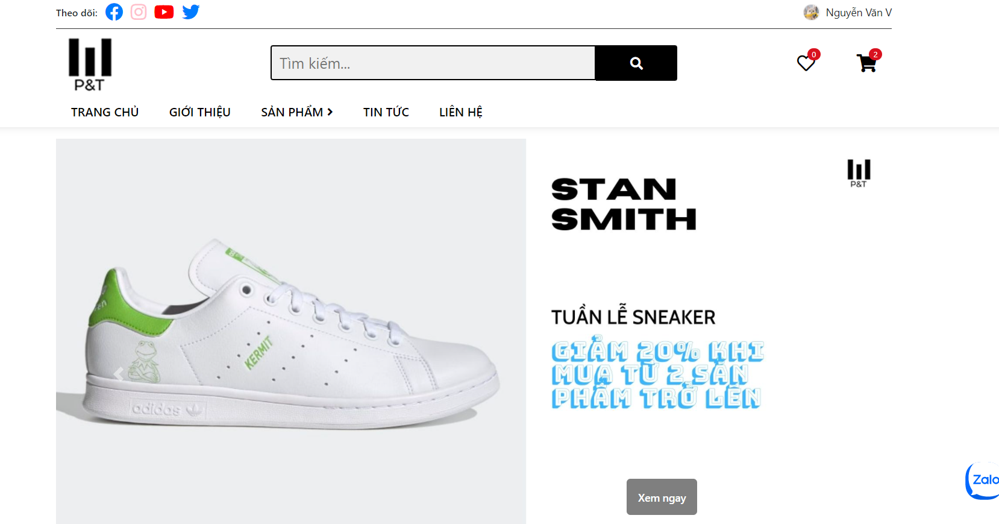 Theo dõi:
Nguyễn Văn V
P&T
Tìm kiếm...
0
2
TRANG CHỦ
GIỚI THIỆU
SẢN PHẨM
TIN TỨC
LIÊN HỆ
P&T
STAN
SMITH
KERMIT
adidas
TUẦN LỄ SNEAKER
GIẢM 20% KHI
MUA TỪ 2 SẢN
PHẨM TRỞ LÊN
Zalo
Xem ngay